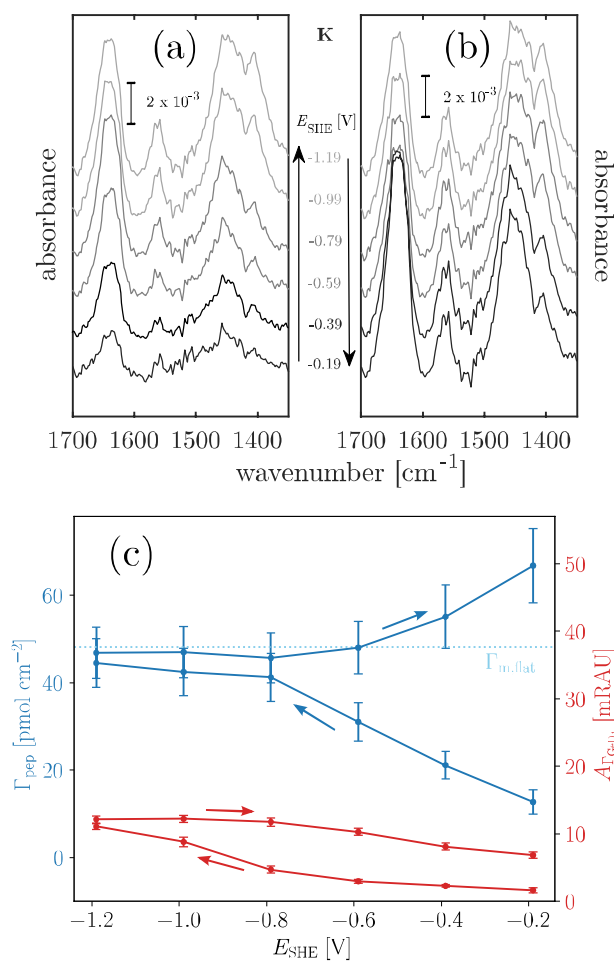 (a) K (b)
2 x 10⁻³ 2 x 10⁻³
E_SHE [V]
-1.19
-0.99
-0.79
-0.59
-0.39
-0.19
absorbance
absorbance
1700 1600 1500 1400 1700 1600 1500 1400
wavenumber [cm⁻¹]
(c)
Γ_pep [pmol cm⁻²]
60
40
20
0
Γ_m.flat
50
40
30
20
10
0
[mRAU]
−1.2 −1.0 −0.8 −0.6 −0.4 −0.2
E_SHE [V]